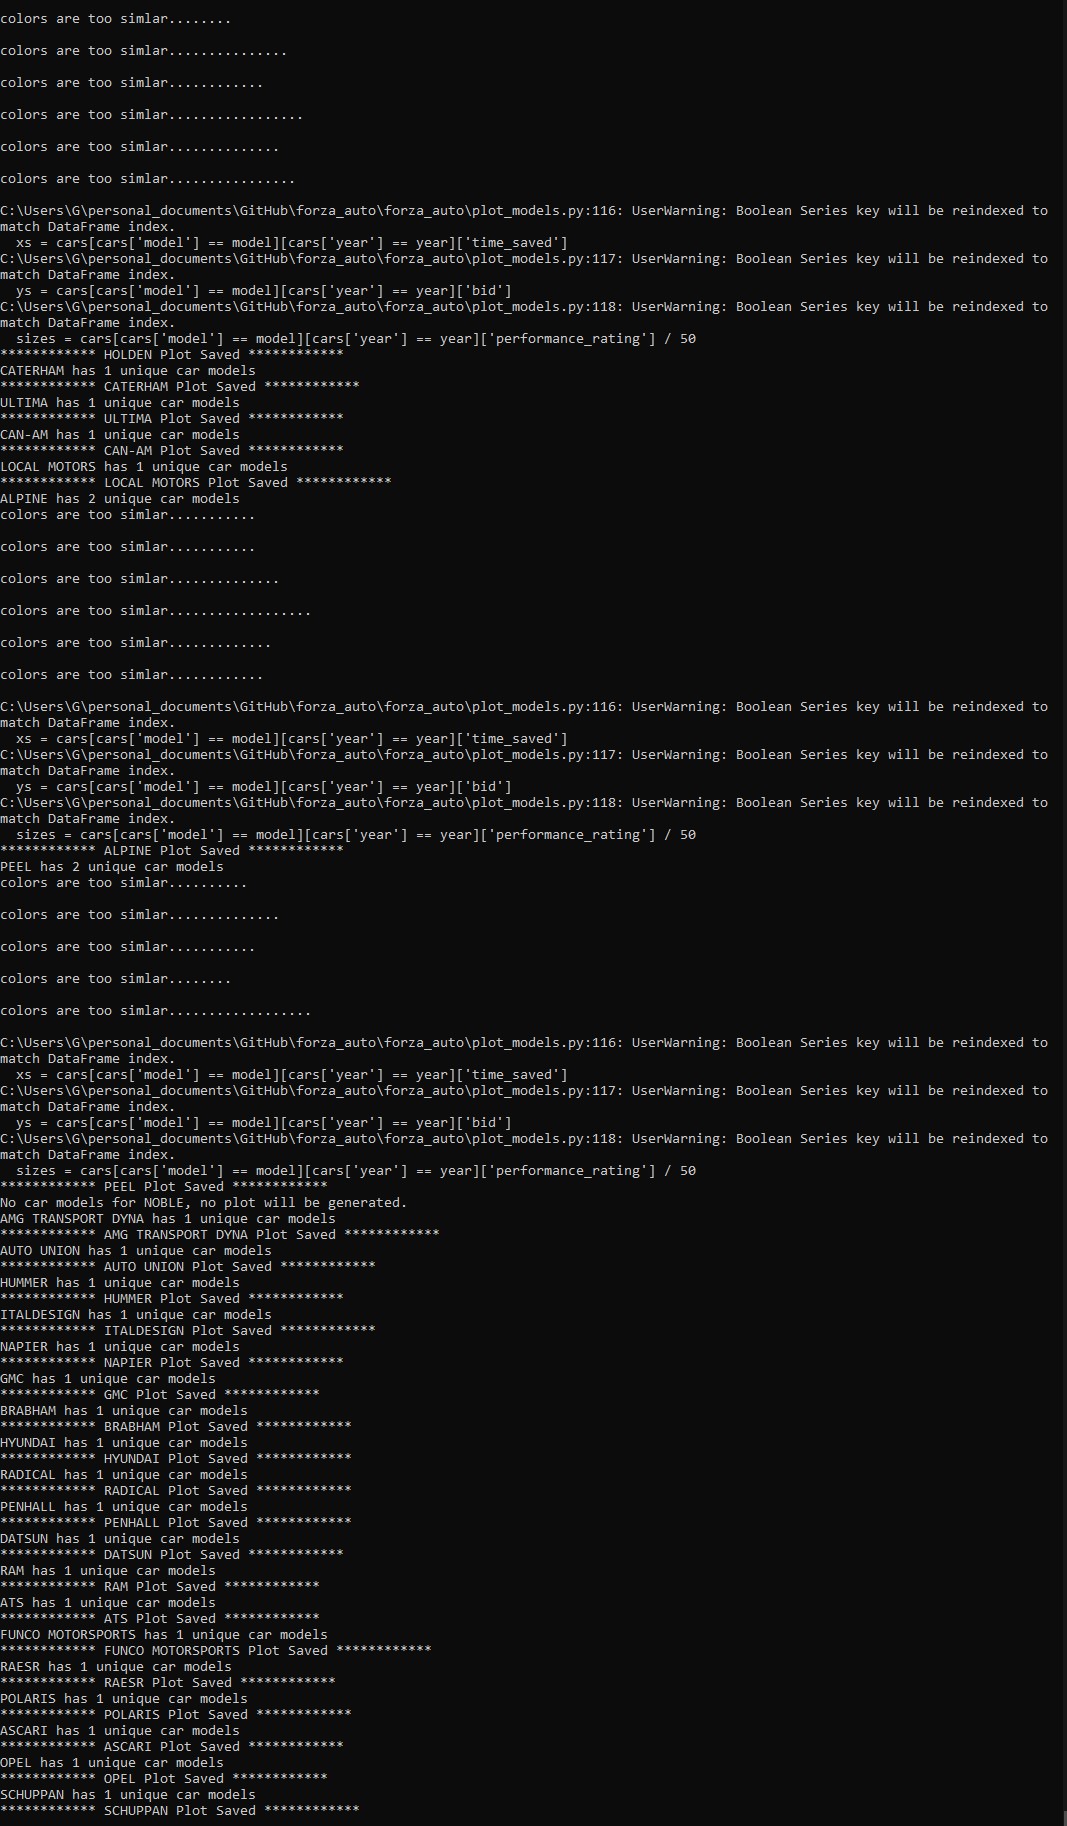 colors are too simlar........
colors are too simlar...............
colors are too simlar............
colors are too simlar.................
colors are too simlar..............
colors are too simlar................
C:\Users\G\personal_documents\GitHub\forza_auto\forza_auto\plot_models.py:116: UserWarning: Boolean Series key will be reindexed to
match DataFrame index.
  xs = cars[cars['model'] == model][cars['year'] == year]['time_saved']
C:\Users\G\personal_documents\GitHub\forza_auto\forza_auto\plot_models.py:117: UserWarning: Boolean Series key will be reindexed to
match DataFrame index.
  ys = cars[cars['model'] == model][cars['year'] == year]['bid']
C:\Users\G\personal_documents\GitHub\forza_auto\forza_auto\plot_models.py:118: UserWarning: Boolean Series key will be reindexed to
match DataFrame index.
  sizes = cars[cars['model'] == model][cars['year'] == year]['performance_rating'] / 50
************ HOLDEN Plot Saved ************
CATERHAM has 1 unique car models
************ CATERHAM Plot Saved ************
ULTIMA has 1 unique car models
************ ULTIMA Plot Saved ************
CAN-AM has 1 unique car models
************ CAN-AM Plot Saved ************
LOCAL MOTORS has 1 unique car models
************ LOCAL MOTORS Plot Saved ************
ALPINE has 2 unique car models
colors are too simlar...........
colors are too simlar...........
colors are too simlar..............
colors are too simlar..................
colors are too simlar.............
colors are too simlar............
C:\Users\G\personal_documents\GitHub\forza_auto\forza_auto\plot_models.py:116: UserWarning: Boolean Series key will be reindexed to
match DataFrame index.
  xs = cars[cars['model'] == model][cars['year'] == year]['time_saved']
C:\Users\G\personal_documents\GitHub\forza_auto\forza_auto\plot_models.py:117: UserWarning: Boolean Series key will be reindexed to
match DataFrame index.
  ys = cars[cars['model'] == model][cars['year'] == year]['bid']
C:\Users\G\personal_documents\GitHub\forza_auto\forza_auto\plot_models.py:118: UserWarning: Boolean Series key will be reindexed to
match DataFrame index.
  sizes = cars[cars['model'] == model][cars['year'] == year]['performance_rating'] / 50
************ ALPINE Plot Saved ************
PEEL has 2 unique car models
colors are too simlar..........
colors are too simlar..............
colors are too simlar...........
colors are too simlar........
colors are too simlar..................
C:\Users\G\personal_documents\GitHub\forza_auto\forza_auto\plot_models.py:116: UserWarning: Boolean Series key will be reindexed to
match DataFrame index.
  xs = cars[cars['model'] == model][cars['year'] == year]['time_saved']
C:\Users\G\personal_documents\GitHub\forza_auto\forza_auto\plot_models.py:117: UserWarning: Boolean Series key will be reindexed to
match DataFrame index.
  ys = cars[cars['model'] == model][cars['year'] == year]['bid']
C:\Users\G\personal_documents\GitHub\forza_auto\forza_auto\plot_models.py:118: UserWarning: Boolean Series key will be reindexed to
match DataFrame index.
  sizes = cars[cars['model'] == model][cars['year'] == year]['performance_rating'] / 50
************ PEEL Plot Saved ************
No car models for NOBLE, no plot will be generated.
AMG TRANSPORT DYNA has 1 unique car models
************ AMG TRANSPORT DYNA Plot Saved ************
AUTO UNION has 1 unique car models
************ AUTO UNION Plot Saved ************
HUMMER has 1 unique car models
************ HUMMER Plot Saved ************
ITALDESIGN has 1 unique car models
************ ITALDESIGN Plot Saved ************
NAPIER has 1 unique car models
************ NAPIER Plot Saved ************
GMC has 1 unique car models
************ GMC Plot Saved ************
BRABHAM has 1 unique car models
************ BRABHAM Plot Saved ************
HYUNDAI has 1 unique car models
************ HYUNDAI Plot Saved ************
RADICAL has 1 unique car models
************ RADICAL Plot Saved ************
PENHALL has 1 unique car models
************ PENHALL Plot Saved ************
DATSUN has 1 unique car models
************ DATSUN Plot Saved ************
RAM has 1 unique car models
************ RAM Plot Saved ************
ATS has 1 unique car models
************ ATS Plot Saved ************
FUNCO MOTORSPORTS has 1 unique car models
************ FUNCO MOTORSPORTS Plot Saved ************
RAESR has 1 unique car models
************ RAESR Plot Saved ************
POLARIS has 1 unique car models
************ POLARIS Plot Saved ************
ASCARI has 1 unique car models
************ ASCARI Plot Saved ************
OPEL has 1 unique car models
************ OPEL Plot Saved ************
SCHUPPAN has 1 unique car models
************ SCHUPPAN Plot Saved ************